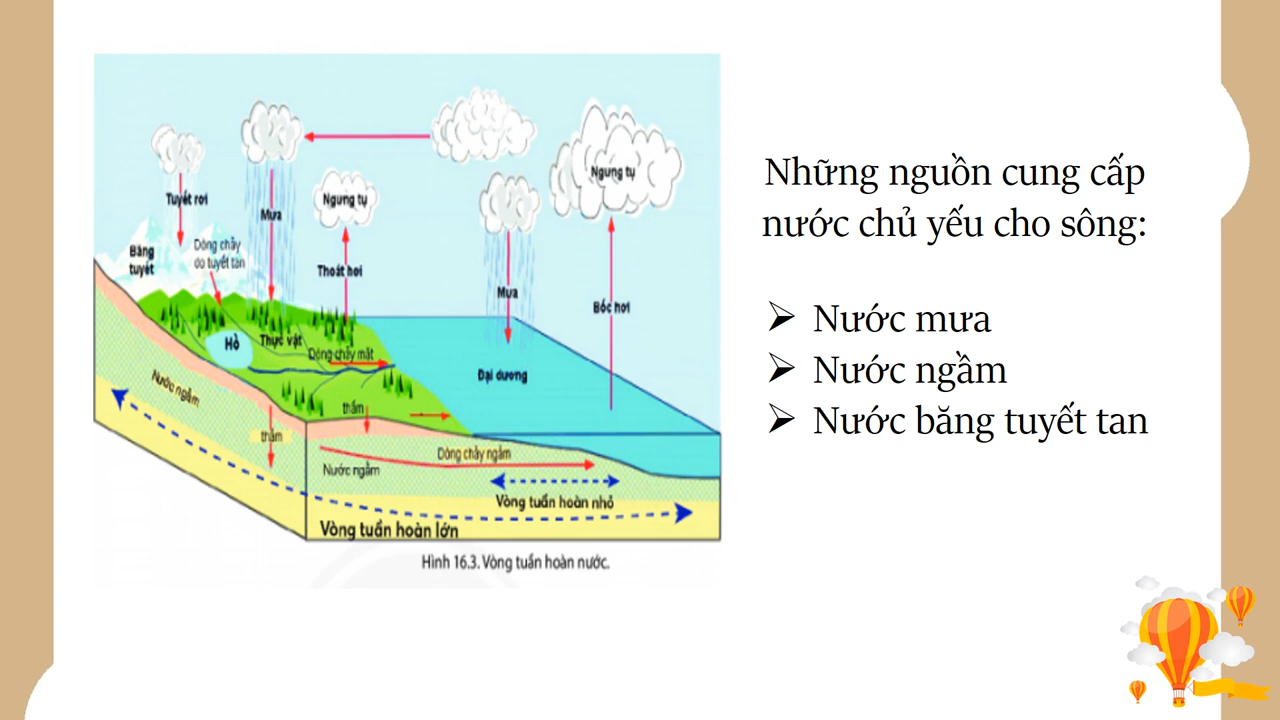 Ngưng tụ
Tuyết rơi
Mưa
Ngưng tụ
Băng
tuyết
Dòng chảy
do tuyết tan
Thoát hơi
Mưa
Bốc hơi
Hồ
Thực vật
Dòng chảy mặt
Đại dương
Nước ngầm
thấm
thấm
Dòng chảy ngầm
Nước ngầm
Vòng tuần hoàn nhỏ
Vòng tuần hoàn lớn
Hình 16.3. Vòng tuần hoàn nước.
Những nguồn cung cấp
nước chủ yếu cho sông:
➢ Nước mưa
➢ Nước ngầm
➢ Nước băng tuyết tan